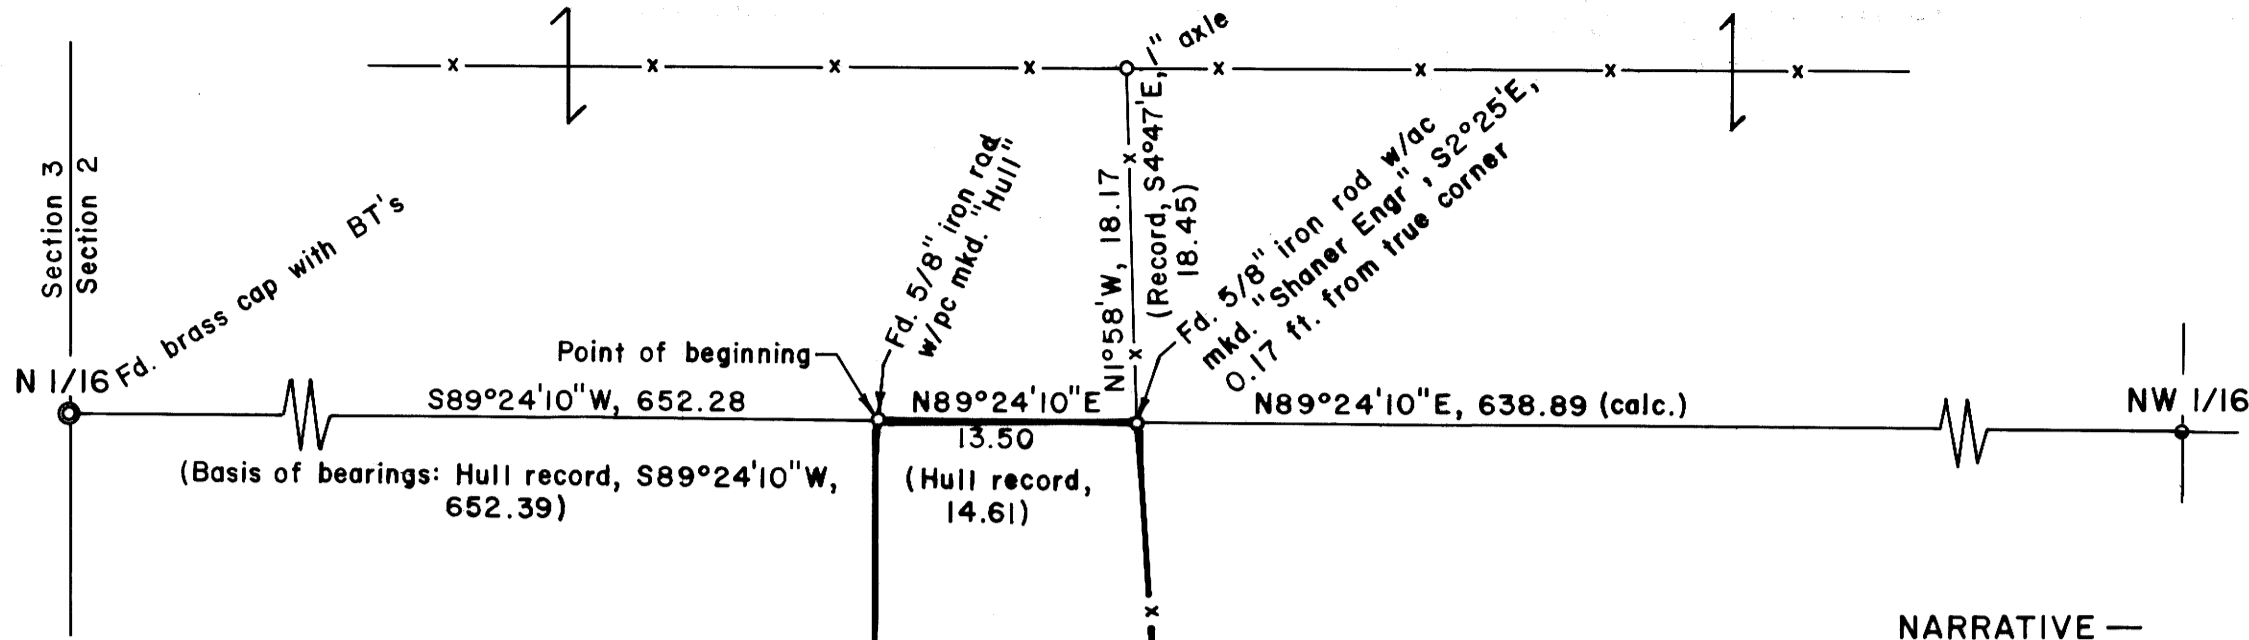 Section 3
Section 2
N 1/16
Fd. brass cap with BT's
Point of beginning
Fd. 5/8" iron rod
w/pc mkd. "Hull"
1" axle
N1°58'W, 18.17
(Record, S4°47'E,
18.45)
Fd. 5/8" iron rod w/ac
mkd. "Shaner Engr", S2°25'E,
0.17 ft. from true corner
S89°24'10"W, 652.28
(Basis of bearings: Hull record, S89°24'10"W,
652.39)
N89°24'10"E
13.50
(Hull record,
14.61)
N89°24'10"E, 638.89 (calc.)
NW 1/16
NARRATIVE —